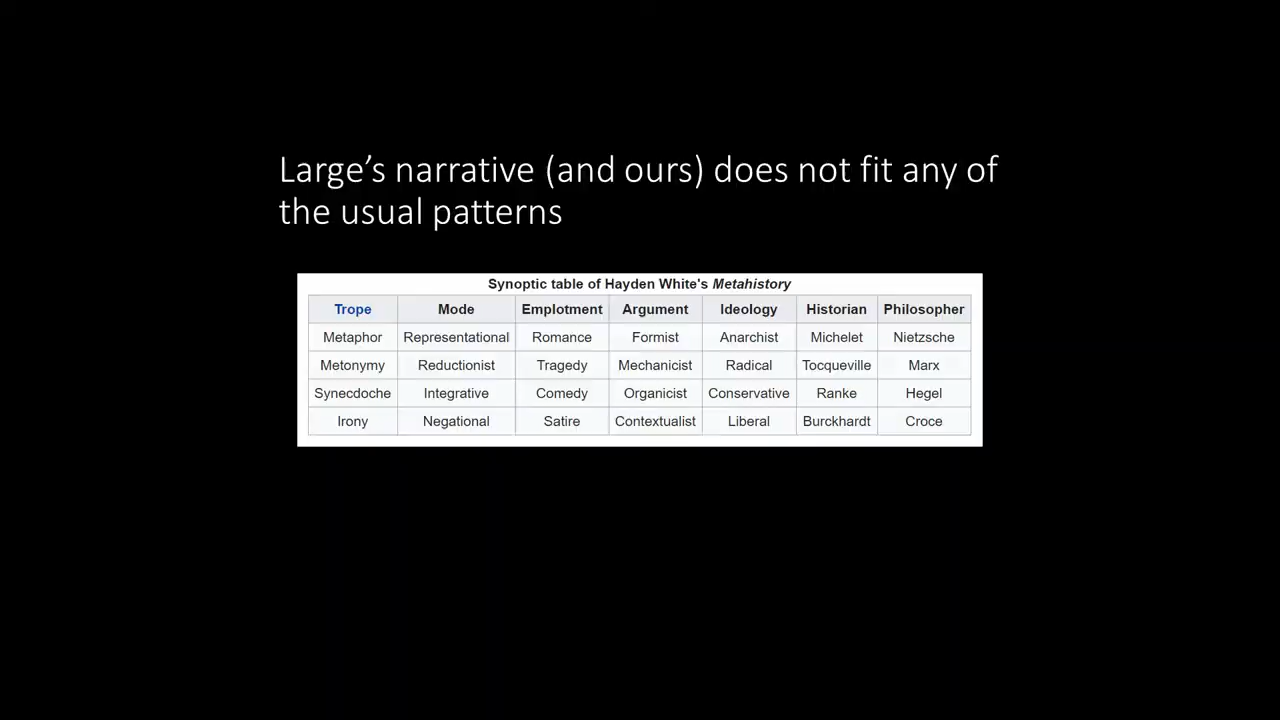 Large’s narrative (and ours) does not fit any of
the usual patterns
Synoptic table of Hayden White's Metahistory
Trope Mode Emplotment Argument Ideology Historian Philosopher
Metaphor Representational Romance Formist Anarchist Michelet Nietzsche
Metonymy Reductionist Tragedy Mechanicist Radical Tocqueville Marx
Synecdoche Integrative Comedy Organicist Conservative Ranke Hegel
Irony Negational Satire Contextualist Liberal Burckhardt Croce